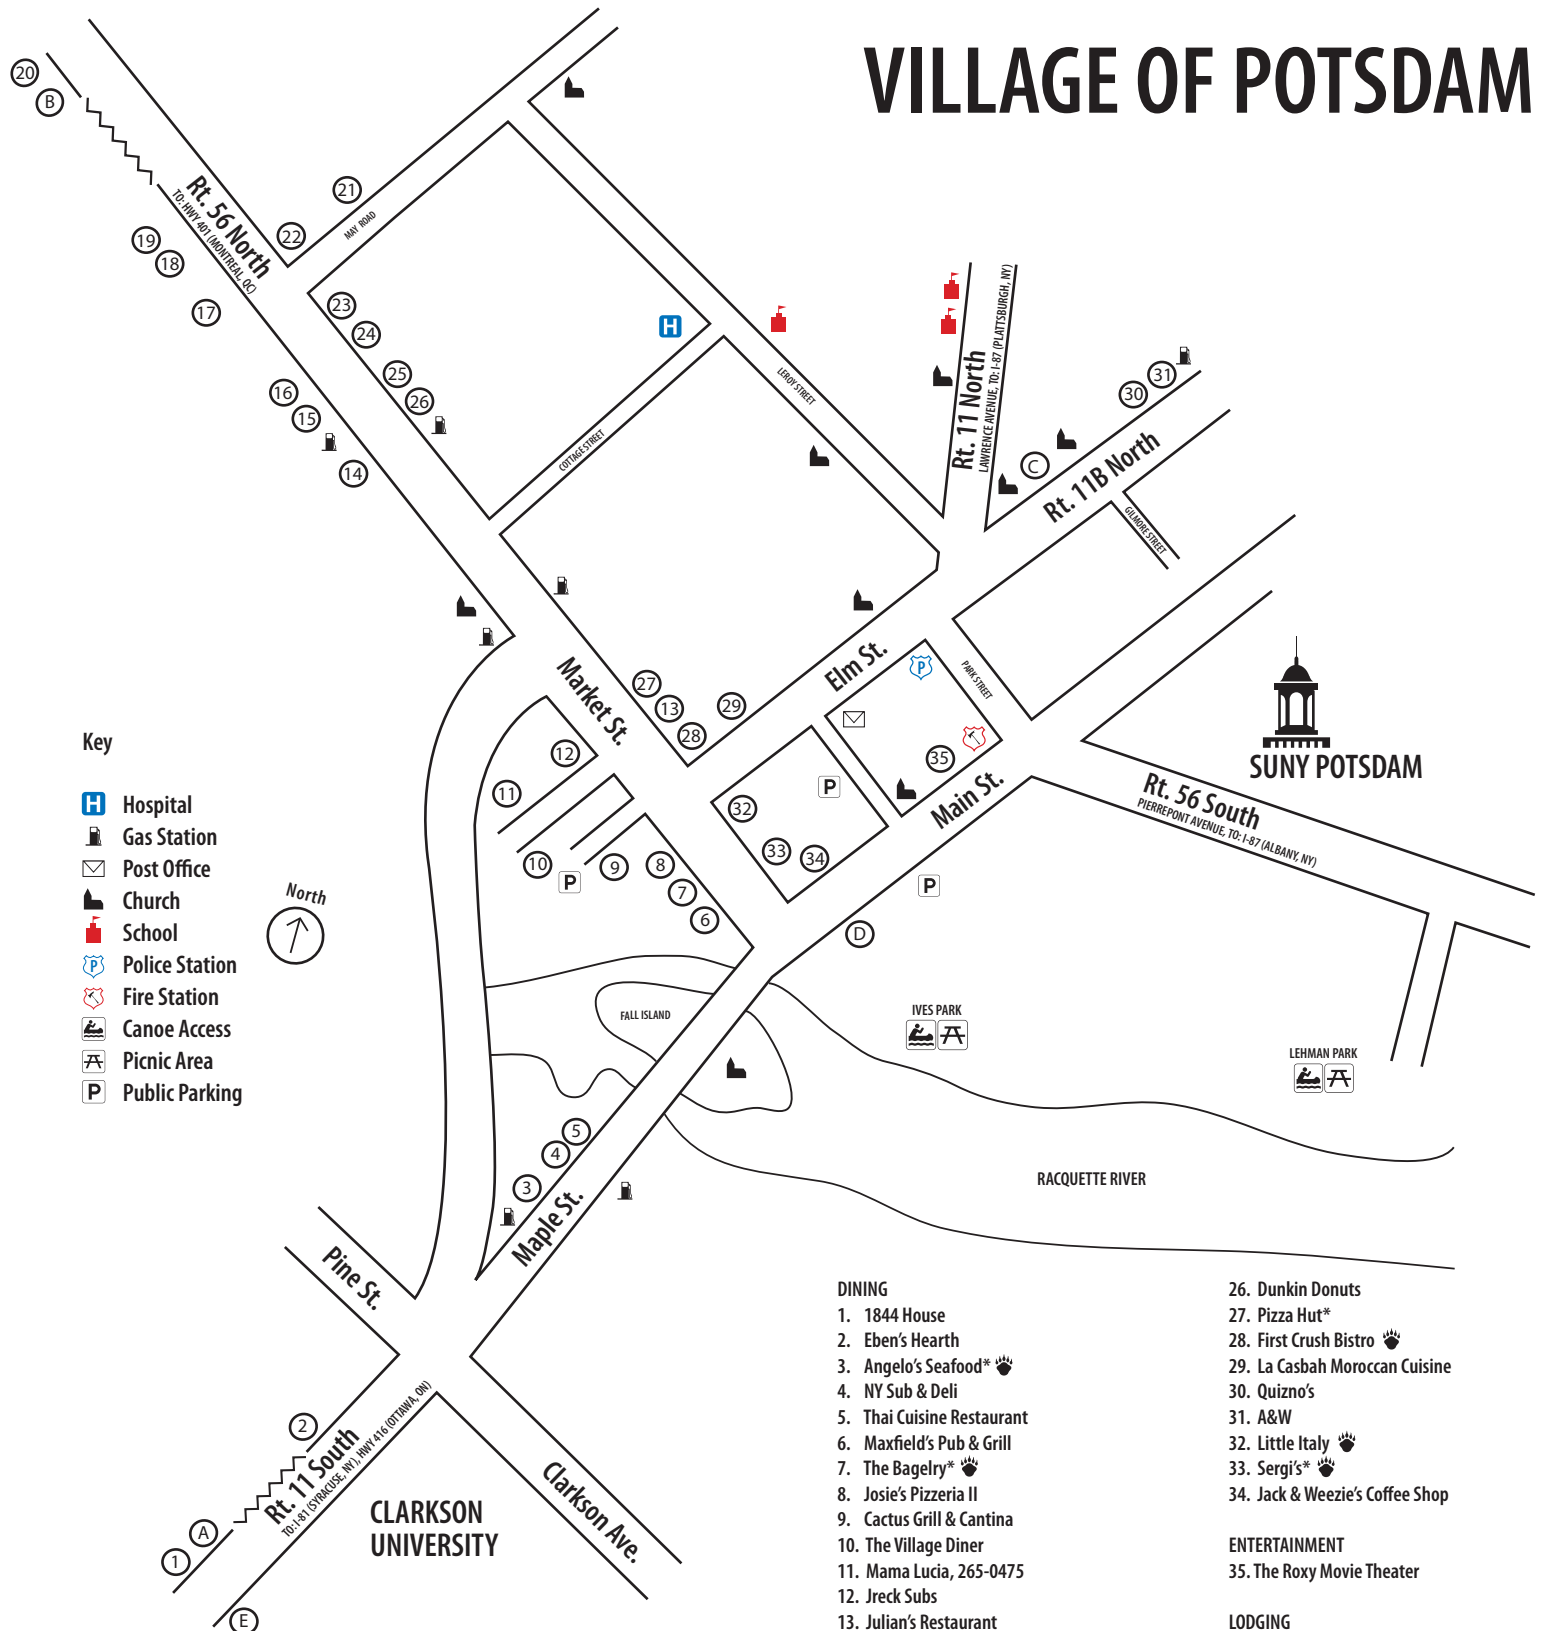 VILLAGE OF POTSDAM
20
B
21
22
MAY ROAD
Rt. 56 North
TO: HWY 401 (MONTREAL, QC)
19
18
17
23
24
25
26
16
15
14
H
LEROY STREET
COTTAGE STREET
Rt. 11 North
LAWRENCE AVENUE, TO: I-87 (PLATTSBURGH, NY)
30
31
C
Rt. 11B North
GILMORE STREET
Elm St.
P
PARK STREET
Market St.
27
13
28
29
35
Main St.
SUNY POTSDAM
Rt. 56 South
PIERREPONT AVENUE, TO: I-87 (ALBANY, NY)
12
11
10
P
9
8
7
6
32
P
33
34
P
D
Key
H Hospital
Gas Station
Post Office
Church
School
P Police Station
Fire Station
Canoe Access
Picnic Area
P Public Parking
North
FALL ISLAND
IVES PARK
LEHMAN PARK
RACQUETTE RIVER
5
4
3
Maple St.
Pine St.
2
Rt. 11 South
TO: I-81 (SYRACUSE, NY), HWY 416 (OTTAWA, ON)
A
1
E
CLARKSON
UNIVERSITY
Clarkson Ave.
DINING
1. 1844 House
2. Eben's Hearth
3. Angelo's Seafood*
4. NY Sub & Deli
5. Thai Cuisine Restaurant
6. Maxfield's Pub & Grill
7. The Bagelry*
8. Josie's Pizzeria II
9. Cactus Grill & Cantina
10. The Village Diner
11. Mama Lucia, 265-0475
12. Jreck Subs
13. Julian's Restaurant
26. Dunkin Donuts
27. Pizza Hut*
28. First Crush Bistro
29. La Casbah Moroccan Cuisine
30. Quizno's
31. A&W
32. Little Italy
33. Sergi's*
34. Jack & Weezie's Coffee Shop
ENTERTAINMENT
35. The Roxy Movie Theater
LODGING